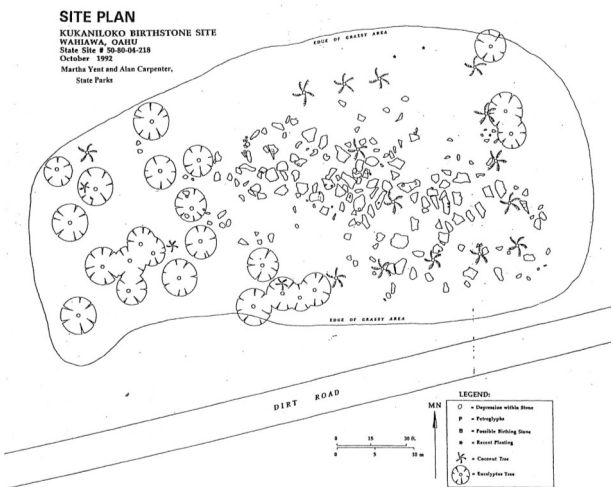 SITE PLAN
KUKANILOKO BIRTHSTONE SITE
WAHIAWA, OAHU
State Site # 50-80-04-218
October 1992
Martha Yent and Alan Carpenter,
State Parks
EDGE OF GRASSY AREA
EDGE OF GRASSY AREA
DIRT ROAD
MN
0 15 30 ft.
0 5 10 m
LEGEND:
O = Depression within Stone
P = Petroglyphs
B = Possible Birthing Stone
= Recent Planting
= Coconut Tree
= Eucalyptus Tree